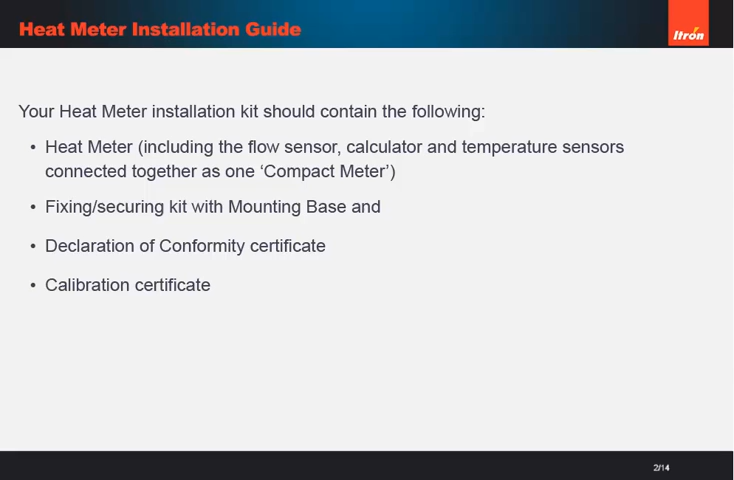 Heat Meter Installation Guide
Itrón
Your Heat Meter installation kit should contain the following:
• Heat Meter (including the flow sensor, calculator and temperature sensors
connected together as one ‘Compact Meter’)
• Fixing/securing kit with Mounting Base and
• Declaration of Conformity certificate
• Calibration certificate
2/14